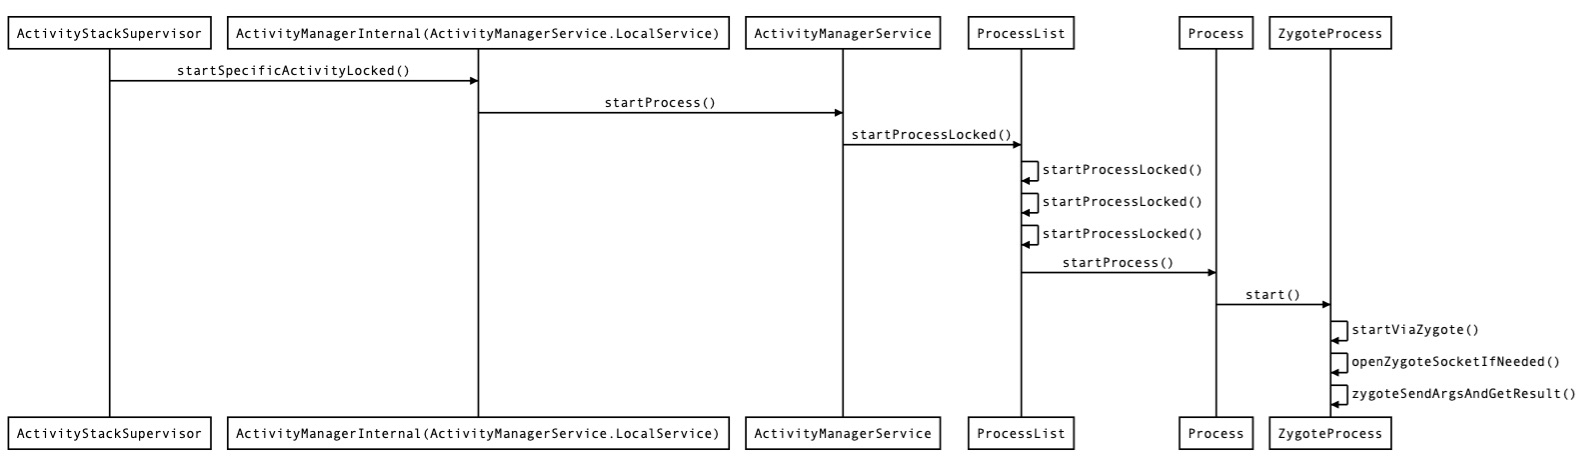 ActivityStackSupervisor
ActivityManagerInternal(ActivityManagerService.LocalService)
ActivityManagerService
ProcessList
Process
ZygoteProcess
startSpecificActivityLocked()
startProcess()
startProcessLocked()
startProcessLocked()
startProcessLocked()
startProcessLocked()
startProcess()
start()
startViaZygote()
openZygoteSocketIfNeeded()
zygoteSendArgsAndGetResult()
ActivityStackSupervisor
ActivityManagerInternal(ActivityManagerService.LocalService)
ActivityManagerService
ProcessList
Process
ZygoteProcess